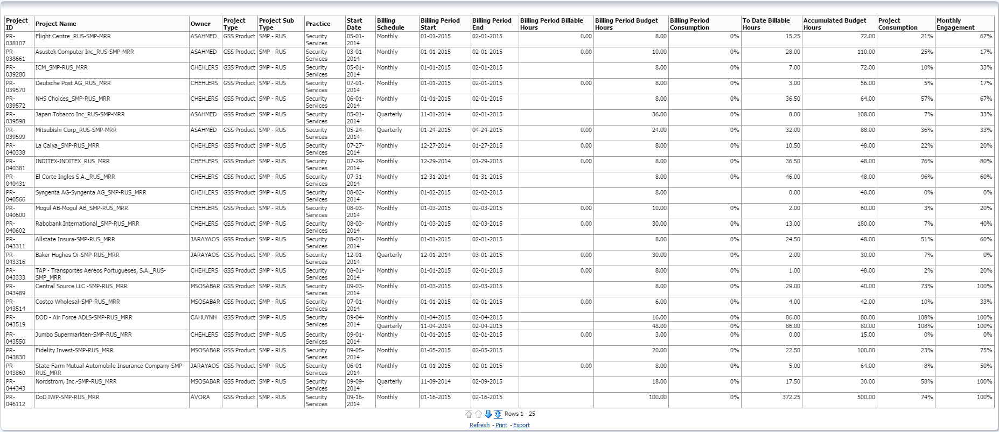 Project ID Project Name Owner Project Type Project Sub Type Practice Start Date Billing Schedule Billing Period Start Billing Period End Billing Period Billable Hours Billing Period Budget Hours Billing Period Consumption To Date Billable Hours Accumulated Budget Hours Project Consumption Monthly Engagement
PR-038107 Flight Centre_RUS-SMP-MRR ASAHMED GSS Product SMP - RUS Security Services 05-01-2014 Monthly 01-01-2015 02-01-2015 0.00 8.00 0% 15.25 72.00 21% 67%
PR-038661 Asustek Computer Inc_RUS-SMP-MRR ASAHMED GSS Product SMP - RUS Security Services 03-01-2014 Monthly 01-01-2015 02-01-2015 0.00 10.00 0% 28.00 110.00 25% 17%
PR-039280 ICM_SMP-RUS_MRR CHEHLERS GSS Product SMP - RUS Security Services 05-01-2014 Monthly 01-01-2015 02-01-2015 8.00 0% 7.00 72.00 10% 33%
PR-039570 Deutsche Post AG_RUS_MRR CHEHLERS GSS Product SMP - RUS Security Services 07-01-2014 Monthly 01-01-2015 02-01-2015 0.00 8.00 0% 3.00 56.00 5% 17%
PR-039572 NHS Choices_SMP-RUS_MRR CHEHLERS GSS Product SMP - RUS Security Services 06-01-2014 Monthly 01-01-2015 02-01-2015 8.00 0% 36.50 64.00 57% 67%
PR-039598 Japan Tobacco Inc_RUS-SMP-MRR ASAHMED GSS Product SMP - RUS Security Services 05-01-2014 Quarterly 11-01-2014 02-01-2015 36.00 0% 8.00 108.00 7% 33%
PR-039599 Mitsubishi Corp_RUS-SMP-MRR ASAHMED GSS Product SMP - RUS Security Services 05-24-2014 Quarterly 01-24-2015 04-24-2015 0.00 24.00 0% 32.00 88.00 36% 33%
PR-040338 La Caixa_SMP-RUS_MRR CHEHLERS GSS Product SMP - RUS Security Services 07-27-2014 Monthly 12-27-2014 01-27-2015 0.00 8.00 0% 10.50 48.00 22% 20%
PR-040381 INDITEX-INDITEX_RUS_MRR CHEHLERS GSS Product SMP - RUS Security Services 07-29-2014 Monthly 12-29-2014 01-29-2015 0.00 8.00 0% 36.50 48.00 76% 80%
PR-040431 El Corte Ingles S.A._RUS_MRR CHEHLERS GSS Product SMP - RUS Security Services 07-31-2014 Monthly 12-31-2014 01-31-2015 8.00 0% 46.00 48.00 96% 60%
PR-040566 Syngenta AG-Syngenta AG_SMP-RUS_MRR CHEHLERS GSS Product SMP - RUS Security Services 08-02-2014 Monthly 01-02-2015 02-02-2015 8.00 0.00 48.00 0% 0%
PR-040600 Mogul AB-Mogul AB_SMP-RUS_MRR CHEHLERS GSS Product SMP - RUS Security Services 08-03-2014 Monthly 01-03-2015 02-03-2015 0.00 10.00 0% 2.00 60.00 3% 20%
PR-040602 Rabobank International_SMP-RUS_MRR CHEHLERS GSS Product SMP - RUS Security Services 08-03-2014 Monthly 01-03-2015 02-03-2015 0.00 30.00 0% 13.00 180.00 7% 40%
PR-043311 Allstate Insura-SMP-RUS_MRR JARAYAOS GSS Product SMP - RUS Security Services 08-01-2014 Monthly 01-01-2015 02-01-2015 8.00 0% 24.50 48.00 51% 60%
PR-043316 Baker Hughes Oi-SMP-RUS_MRR JARAYAOS GSS Product SMP - RUS Security Services 12-01-2014 Quarterly 12-01-2014 03-01-2015 0.00 30.00 0% 2.00 30.00 7% 0%
PR-043333 TAP - Transportes Aereos Portugueses, S.A._RUS-SMP_MRR CHEHLERS GSS Product SMP - RUS Security Services 08-01-2014 Monthly 01-01-2015 02-01-2015 0.00 8.00 0% 1.00 48.00 2% 20%
PR-043489 Central Source LLC -SMP-RUS_MRR MSOSABAR GSS Product SMP - RUS Security Services 09-03-2014 Monthly 01-03-2015 02-03-2015 8.00 0% 29.00 40.00 73% 100%
PR-043514 Costco Wholesal-SMP-RUS_MRR MSOSABAR GSS Product SMP - RUS Security Services 07-01-2014 Monthly 01-01-2015 02-01-2015 0.00 6.00 0% 4.00 42.00 10% 33%
PR-043519 DOD - Air Force ADLS-SMP-RUS_MRR CAHUYNH GSS Product SMP - RUS Security Services 09-04-2014 Monthly 01-04-2015 02-04-2015 16.00 0% 86.00 80.00 108% 100%
Quarterly 11-04-2014 02-04-2015 48.00 0% 86.00 80.00 108% 100%
PR-043550 Jumbo Supermarkten-SMP-RUS_MRR CHEHLERS GSS Product SMP - RUS Security Services 09-01-2014 Monthly 01-01-2015 02-01-2015 0.00 3.00 0% 0.00 15.00 0% 0%
PR-043830 Fidelity Invest-SMP-RUS_MRR MSOSABAR GSS Product SMP - RUS Security Services 09-05-2014 Monthly 01-05-2015 02-05-2015 20.00 0% 22.50 100.00 23% 75%
PR-043860 State Farm Mutual Automobile Insurance Company-SMP-RUS_MRR JARAYAOS GSS Product SMP - RUS Security Services 06-01-2014 Monthly 01-01-2015 02-01-2015 0.00 8.00 0% 5.00 64.00 8% 50%
PR-044343 Nordstrom, Inc.-SMP-RUS_MRR MSOSABAR GSS Product SMP - RUS Security Services 09-09-2014 Quarterly 11-09-2014 02-09-2015 18.00 0% 17.50 30.00 58% 100%
PR-046112 DoD IWP-SMP-RUS_MRR AVORA GSS Product SMP - RUS Security Services 09-16-2014 Monthly 01-16-2015 02-16-2015 100.00 0% 372.25 500.00 74% 100%
Rows 1 - 25
Refresh - Print - Export